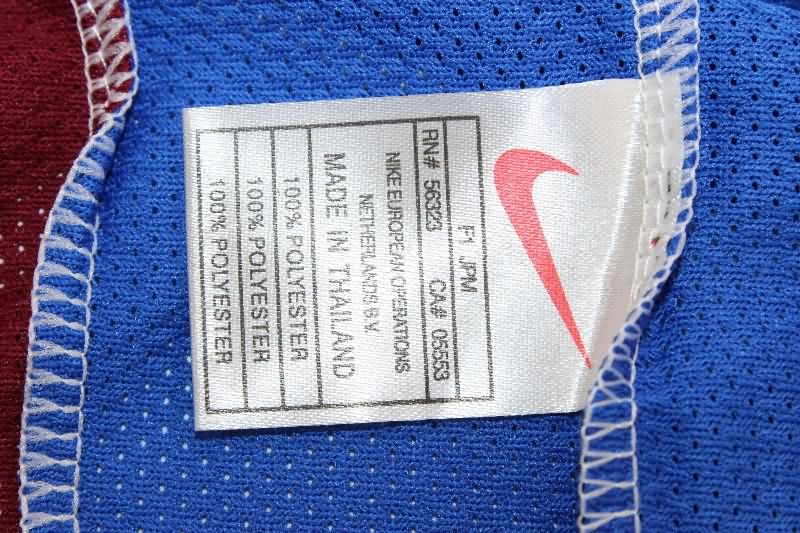 F1 JPM
RN# 56323 CA# 05553
NIKE EUROPEAN OPERATIONS
NETHERLANDS B.V.
MADE IN THAILAND
100% POLYESTER
100% POLYESTER
100% POLYESTER